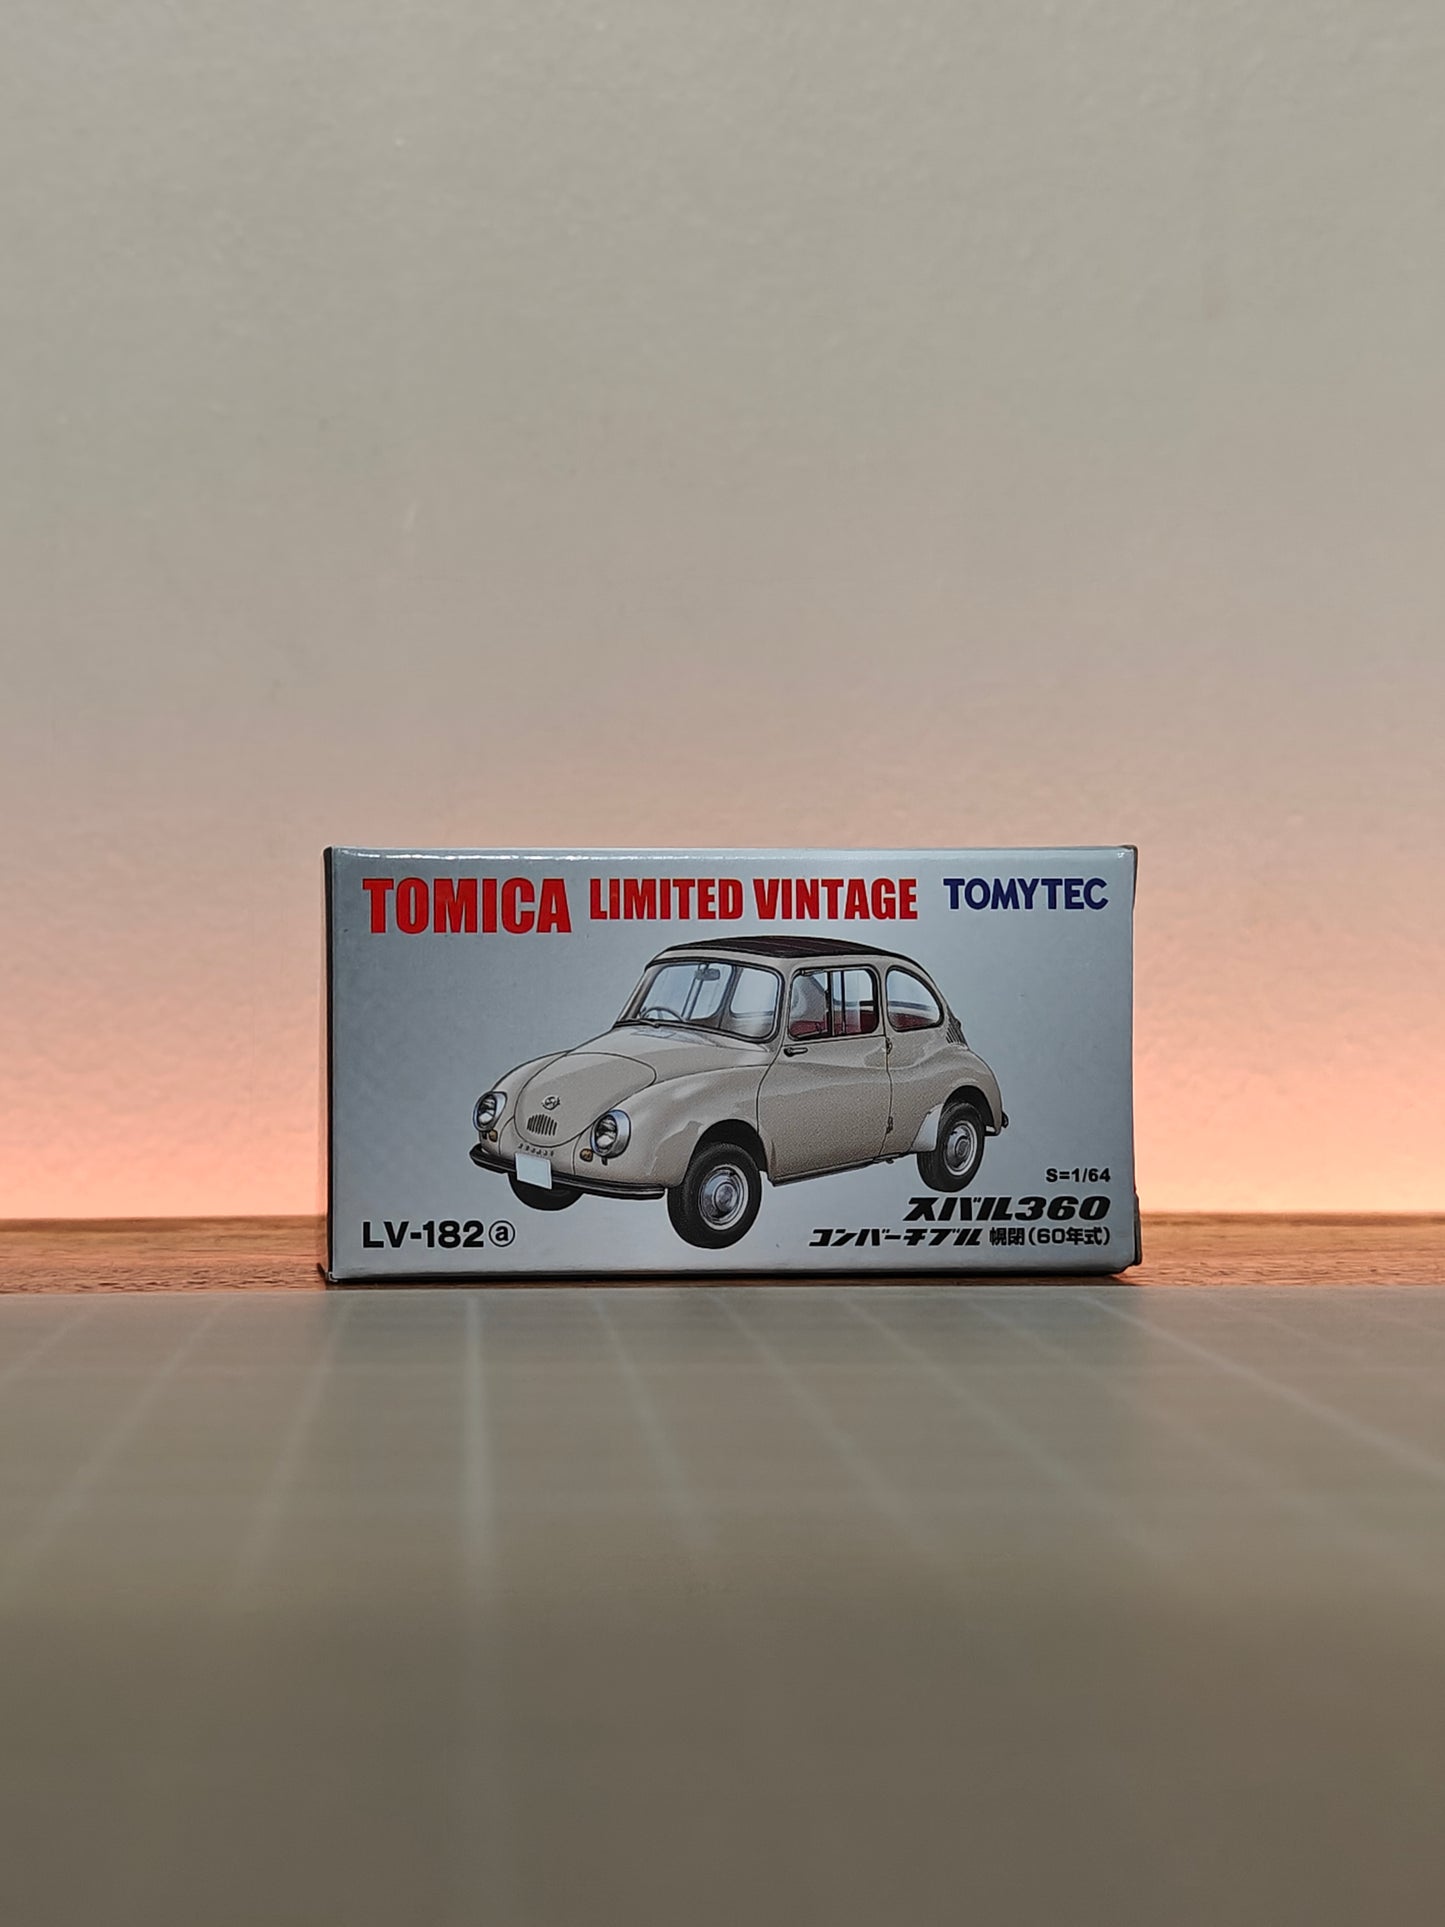 TOMICA LIMITED VINTAGE TOMYTEC
S=1/64
スバル360
LV-182ⓐ コンバーチブル 幌閉(60年式)